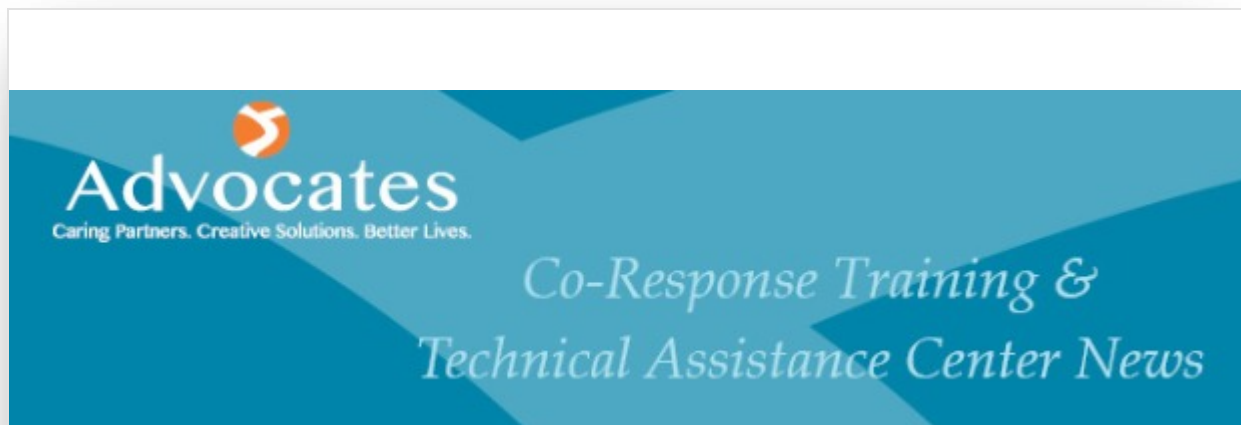 Advocates
Caring Partners. Creative Solutions. Better Lives.
Co-Response Training &
Technical Assistance Center News